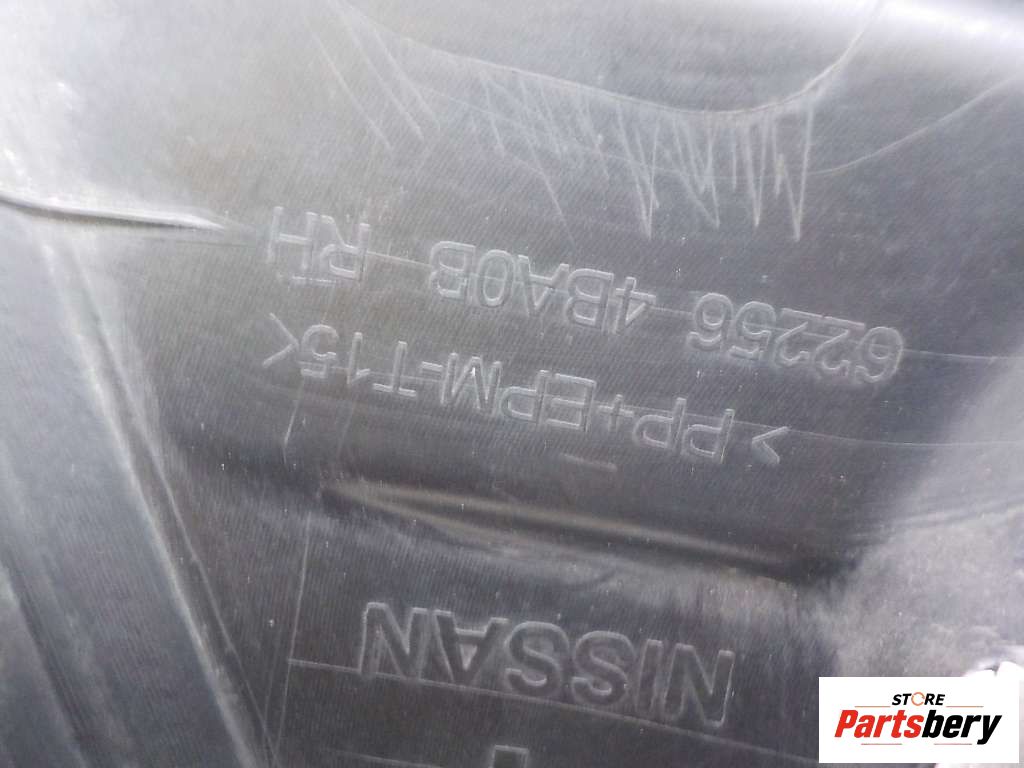 NISSAN
>PP+EPM-T15<
62256 4BA0B RH
STORE
Partsbery